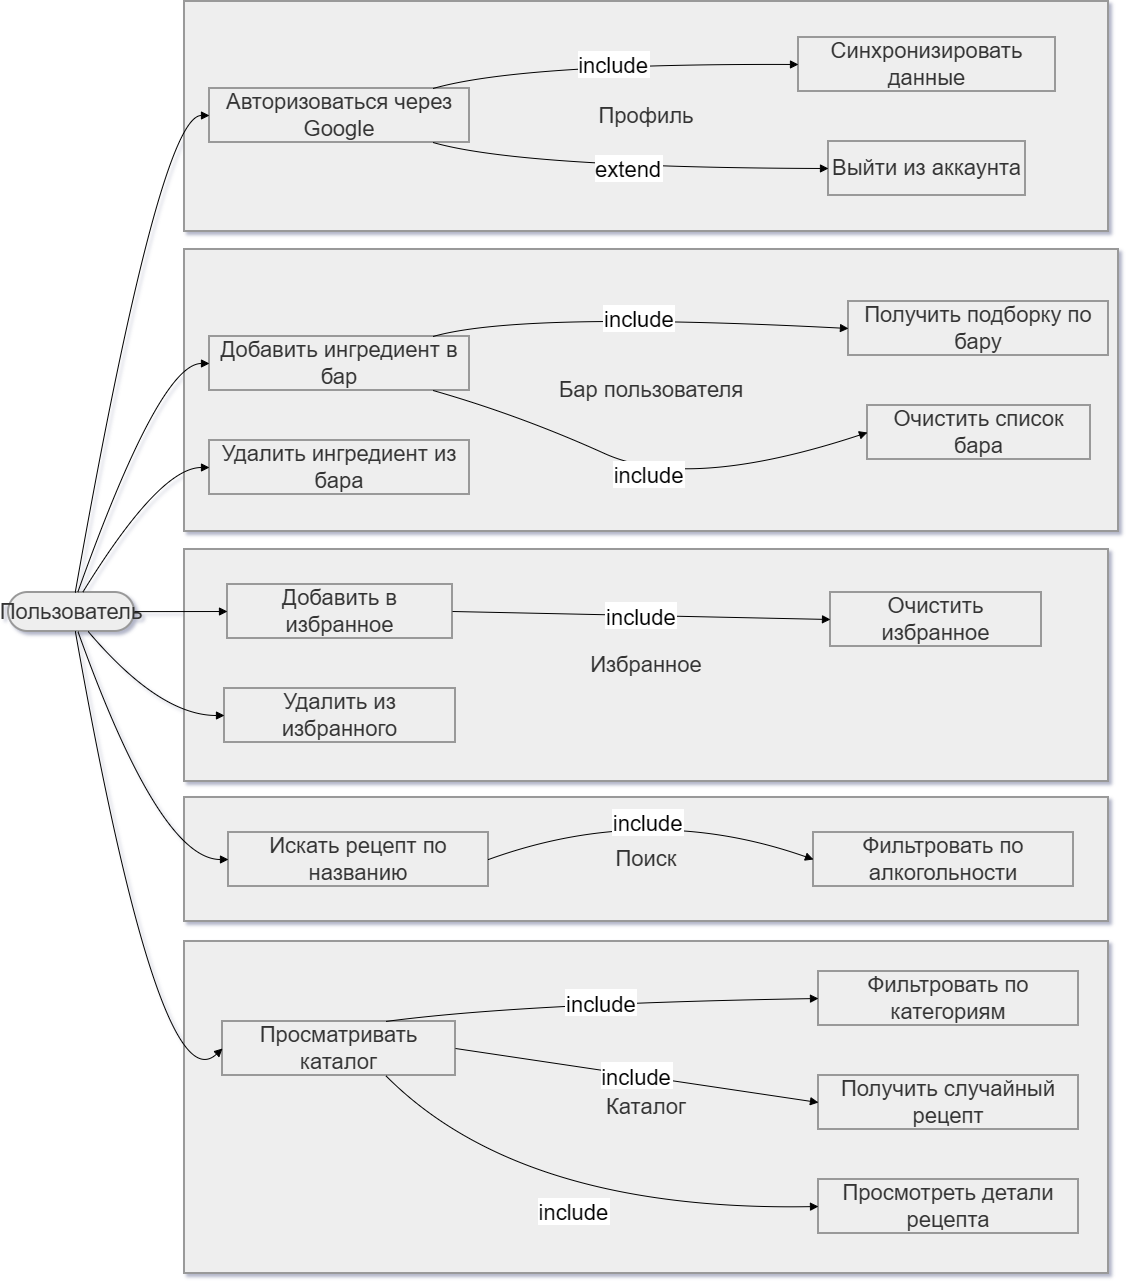 include
Синхронизировать
данные
Авторизоваться через
Google
Профиль
extend
Выйти из аккаунта
include
Получить подборку по
бару
Добавить ингредиент в
бар
Бар пользователя
Очистить список
бара
Удалить ингредиент из
бара
include
Пользователь
Добавить в
избранное
include
Очистить
избранное
Избранное
Удалить из
избранного
include
Искать рецепт по
названию
Поиск
Фильтровать по
алкогольности
include
Фильтровать по
категориям
Просматривать
каталог
include
Каталог
Получить случайный
рецепт
include
Просмотреть детали
рецепта